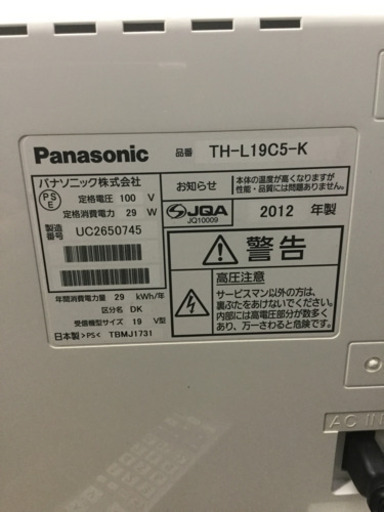 Panasonic 品番 TH-L19C5-K
パナソニック株式会社
PS
E
定格電圧 100 V
定格消費電力 29 W
製造番号 UC2650745
お知らせ
本体の温度が高くなりますが
性能・品質には問題ありません。
JQA
JQ10009
2012 年製
警告
高圧注意
サービスマン以外の方は、
裏ぶたをあけないでください。
内部には高電圧部分が数多く
あり、万一さわると危険です。
年間消費電力量 29 kWh/年
区分名 DK
受信機型サイズ 19 V型
日本製 >PS< TBMJ1731
AC IN